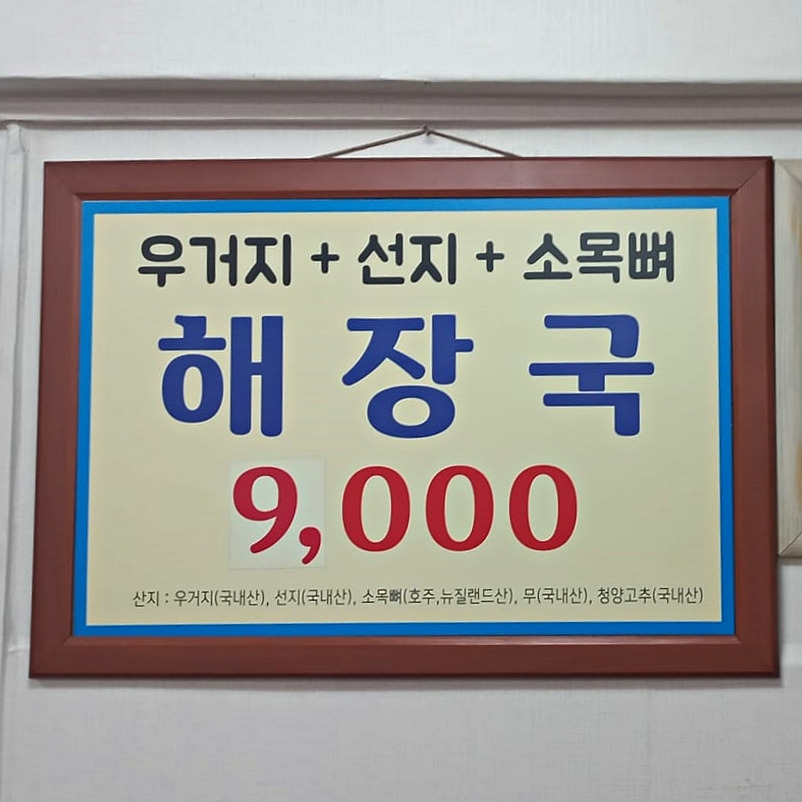 우거지 + 선지 + 소목뼈
해장국
9,000
산지 : 우거지(국내산), 선지(국내산), 소목뼈(호주,뉴질랜드산), 무(국내산), 청양고추(국내산)